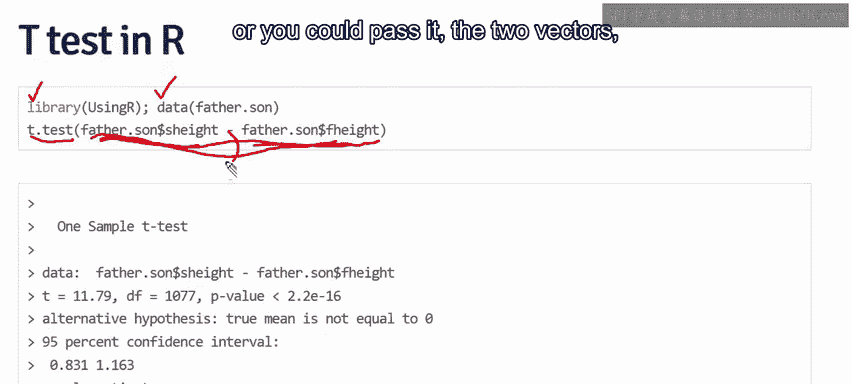 T test in R
or you could pass it, the two vectors,
library(UsingR); data(father.son)
t.test(father.son$sheight - father.son$fheight)
>
> One Sample t-test
>
> data: father.son$sheight - father.son$fheight
> t = 11.79, df = 1077, p-value < 2.2e-16
> alternative hypothesis: true mean is not equal to 0
> 95 percent confidence interval:
> 0.831 1.163